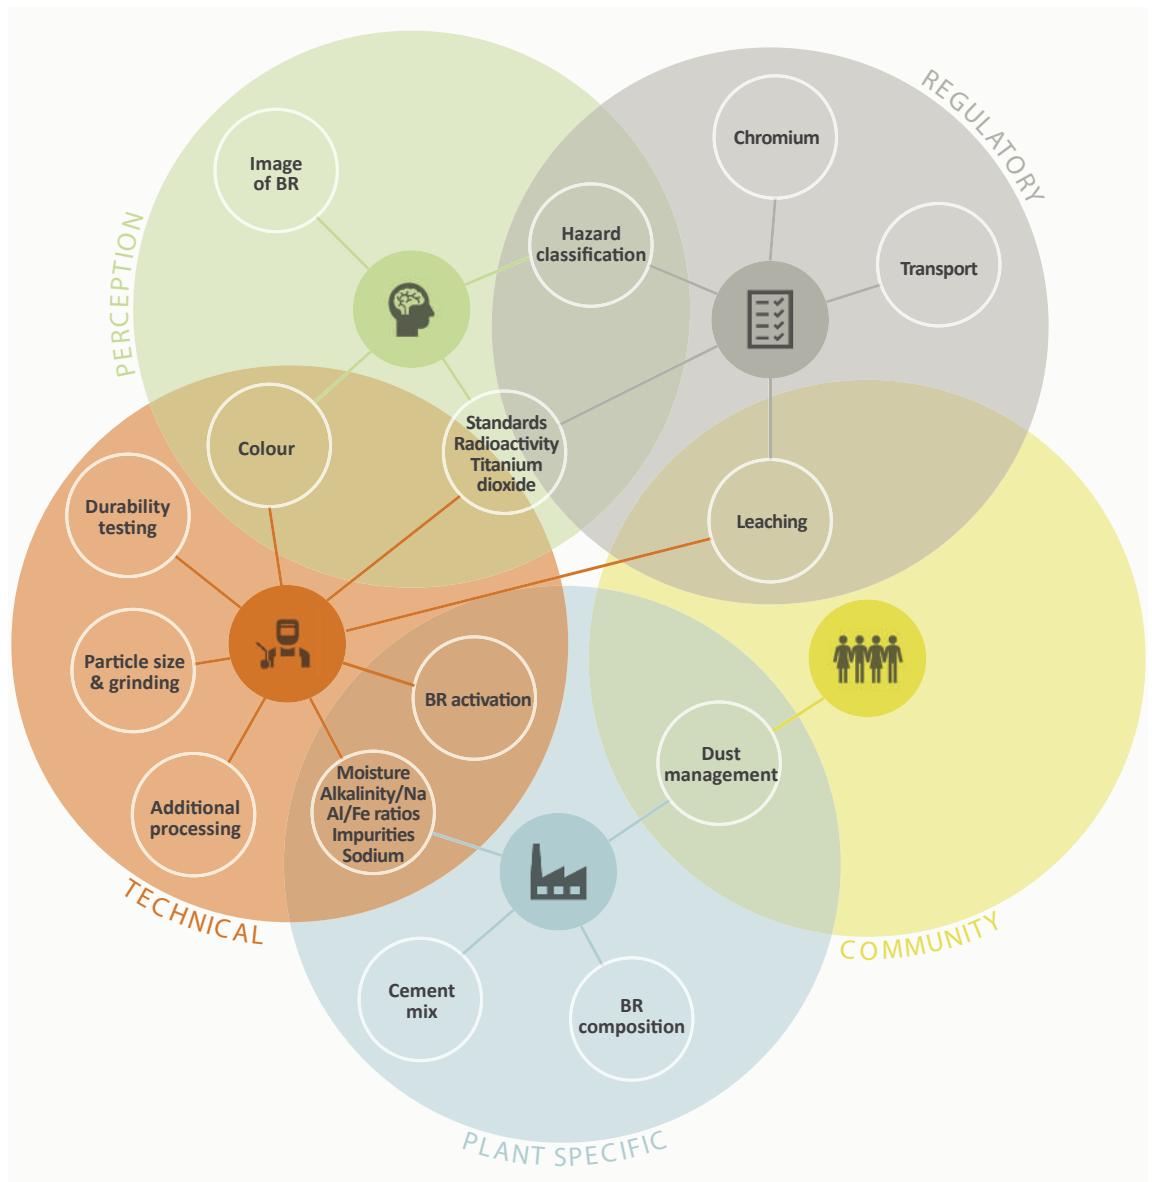 REGULATORY
Chromium
Image
of BR
PERCEPTION
Hazard
classification
Transport
Standards
Radioactivity
Titanium
dioxide
Colour
Durability
testing
Leaching
Particle size
& grinding
BR activation
Dust
management
Moisture
Alkalinity/Na
Al/Fe ratios
Impurities
Sodium
Additional
processing
TECHNICAL
COMMUNITY
Cement
mix
BR
composition
PLANT SPECIFIC